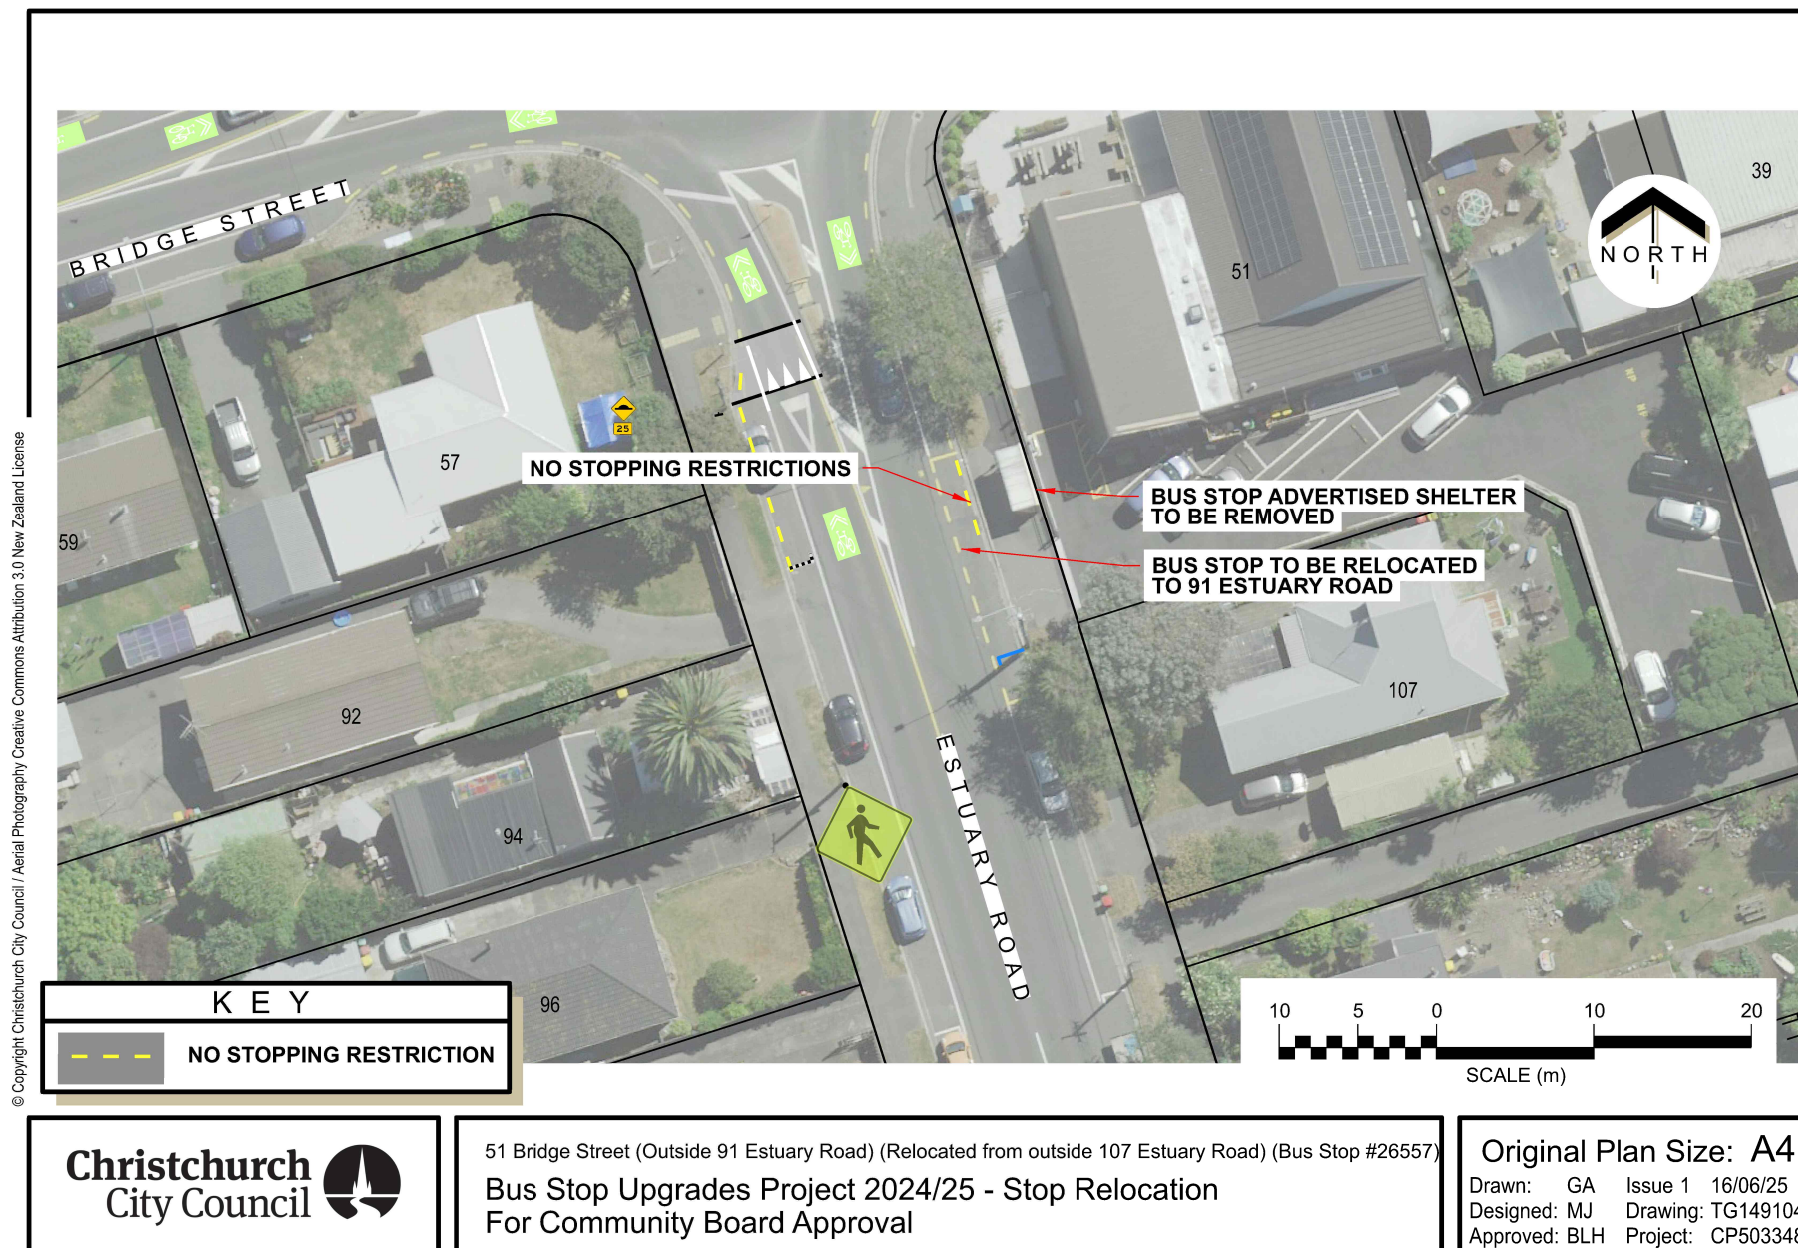 BRIDGE STREET
39
NORTH
51
25
57
NO STOPPING RESTRICTIONS
BUS STOP ADVERTISED SHELTER
TO BE REMOVED
59
BUS STOP TO BE RELOCATED
TO 91 ESTUARY ROAD
92
107
94
ESTUARY ROAD
96
© Copyright Christchurch City Council / Aerial Photography Creative Commons Attribution 3.0 New Zealand License
KEY
NO STOPPING RESTRICTION
10 5 0 10 20
SCALE (m)
Christchurch
City Council
51 Bridge Street (Outside 91 Estuary Road) (Relocated from outside 107 Estuary Road) (Bus Stop #26557)
Bus Stop Upgrades Project 2024/25 - Stop Relocation
For Community Board Approval
Original Plan Size: A4
Drawn: GA Issue 1 16/06/25
Designed: MJ Drawing: TG149104
Approved: BLH Project: CP503348